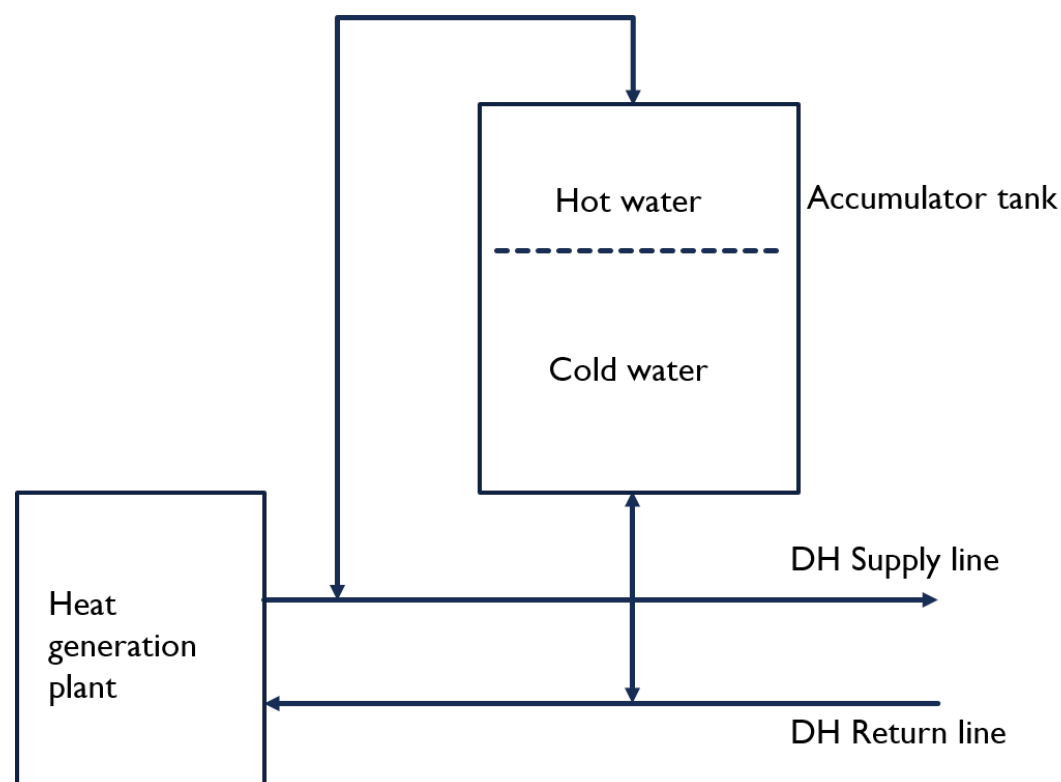 Hot water
Accumulator tank
Cold water
DH Supply line
Heat
generation
plant
DH Return line